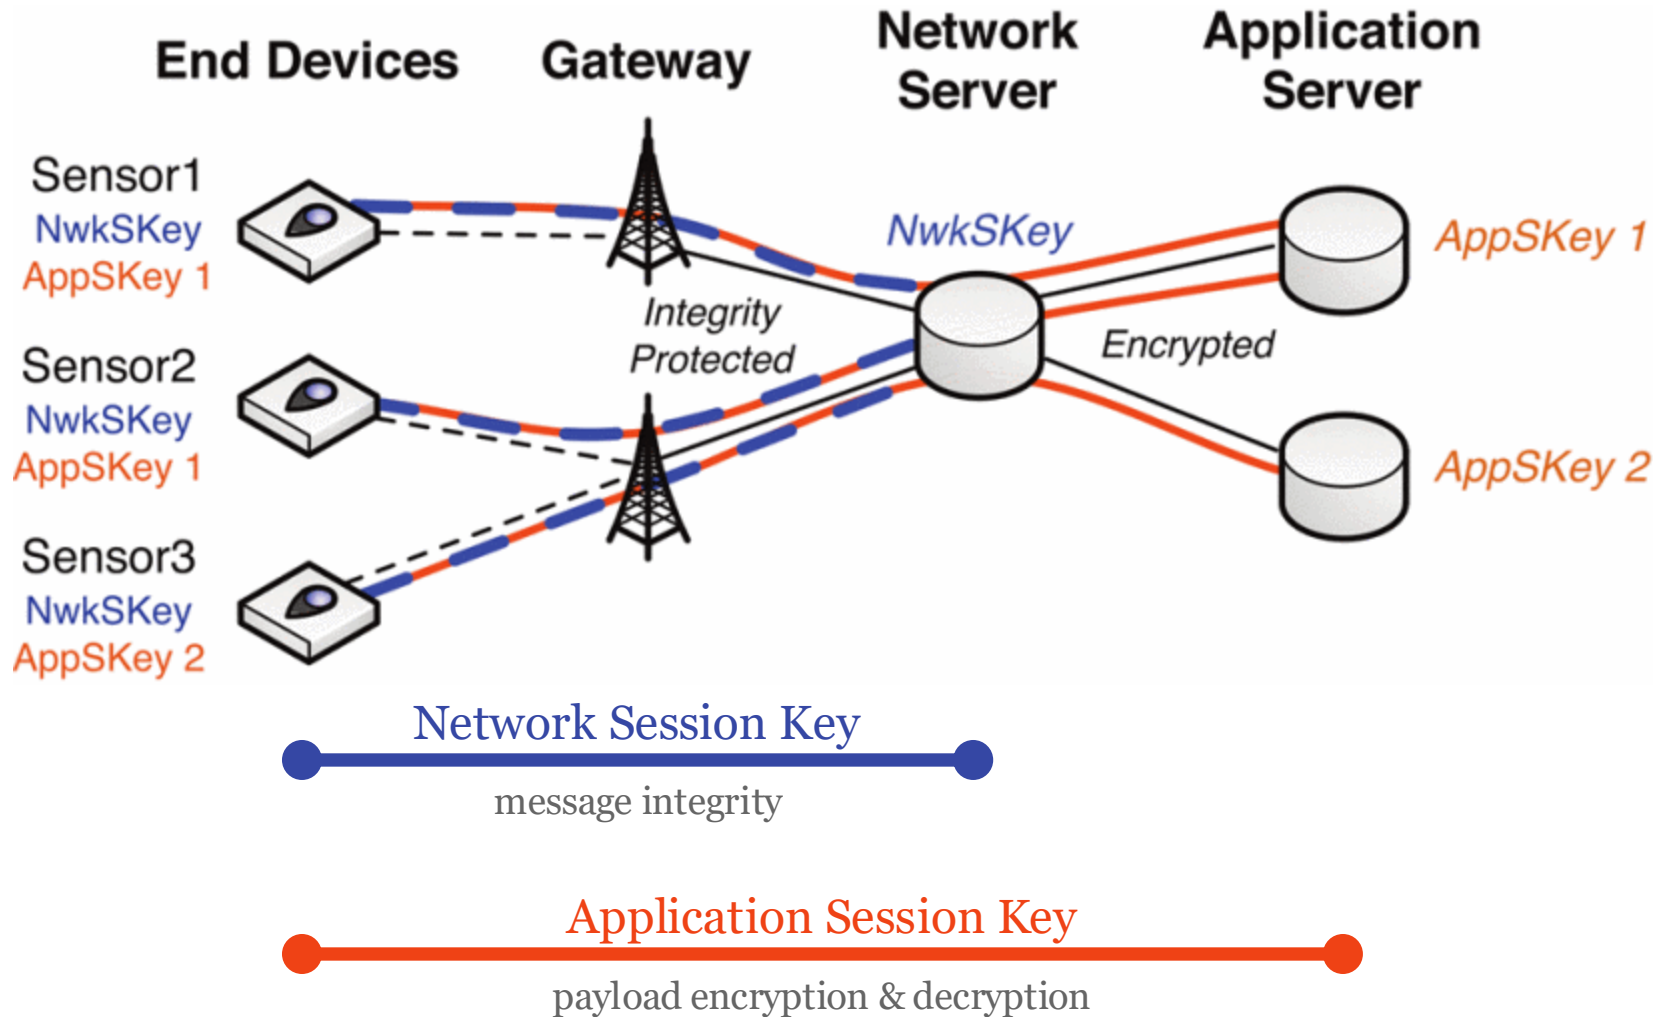 End Devices
Gateway
Network
Server
Application
Server
Sensor1
NwkSKey
AppSKey 1
NwkSKey
AppSKey 1
Integrity
Protected
Encrypted
Sensor2
NwkSKey
AppSKey 1
AppSKey 2
Sensor3
NwkSKey
AppSKey 2
Network Session Key
message integrity
Application Session Key
payload encryption & decryption